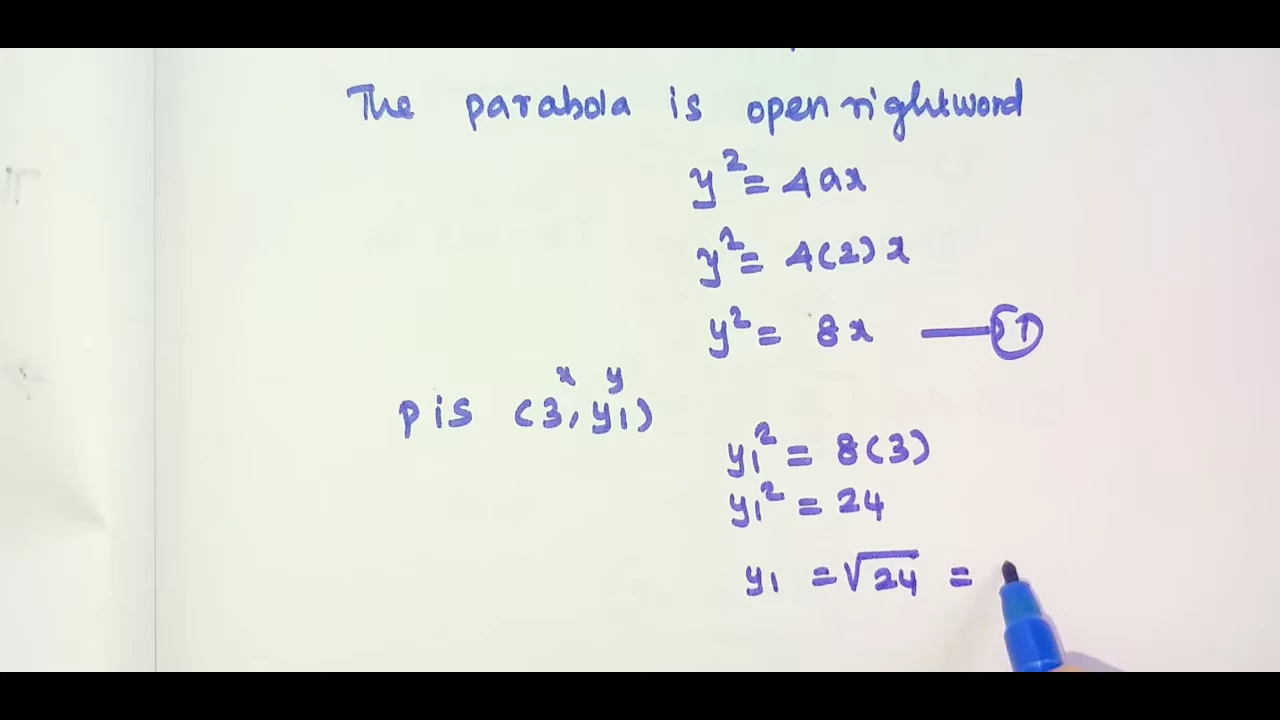 The parabola is open rightword
y² = 4ax
y² = 4(2)x
y² = 8x —— ①
x y
p is (3, y₁)
y₁² = 8(3)
y₁² = 24
y₁ = √24 =